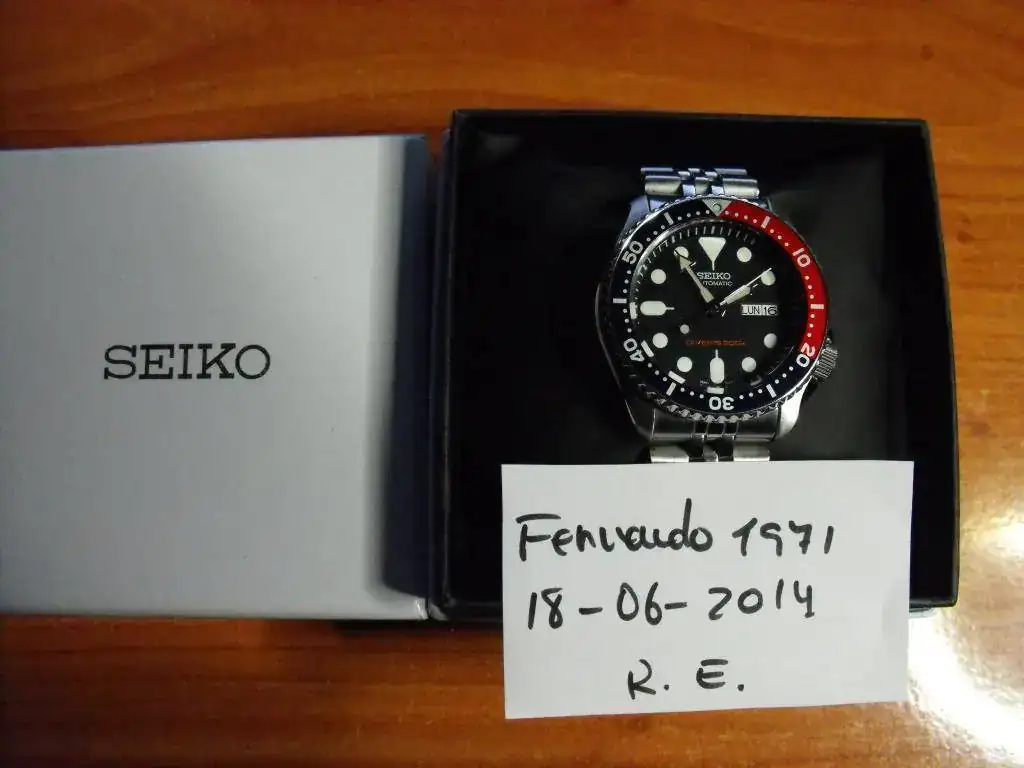 SEIKO
10
20
30
40
50
SEIKO
AUTOMATIC
LUN 16
DIVER'S 200m
Fernando 1971
18-06-2014
R. E.